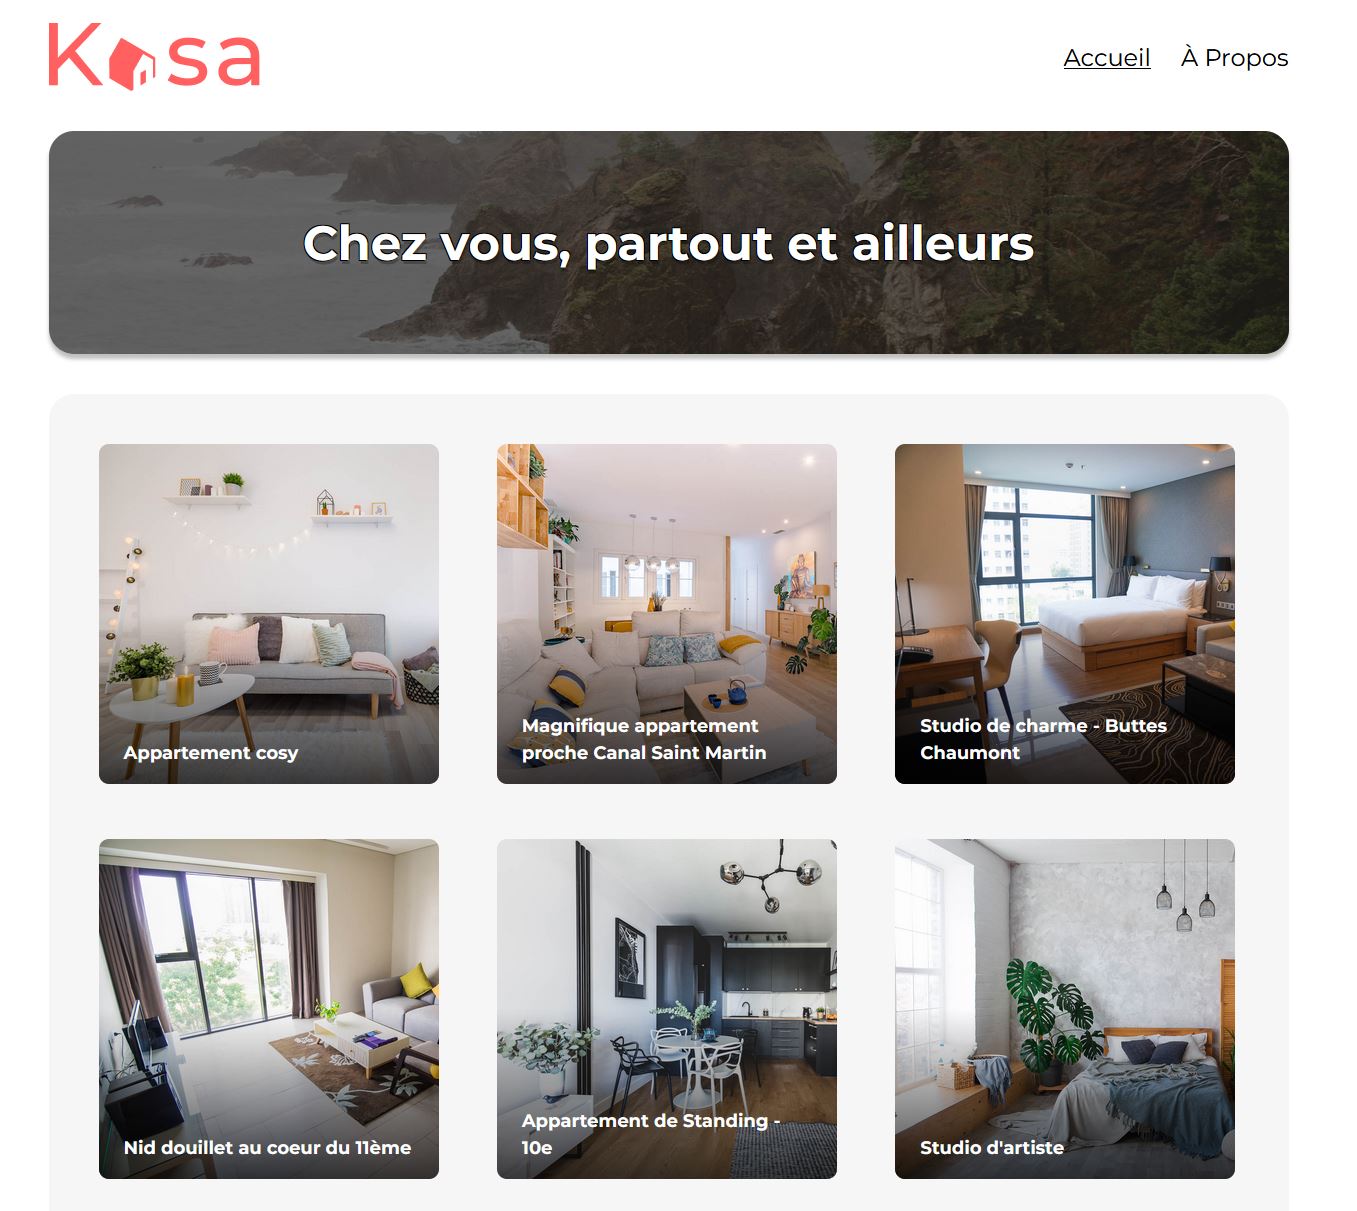 Kasa
Accueil À Propos
Chez vous, partout et ailleurs
Appartement cosy
Magnifique appartement
proche Canal Saint Martin
Studio de charme - Buttes
Chaumont
Nid douillet au coeur du 11ème
Appartement de Standing -
10e
Studio d'artiste